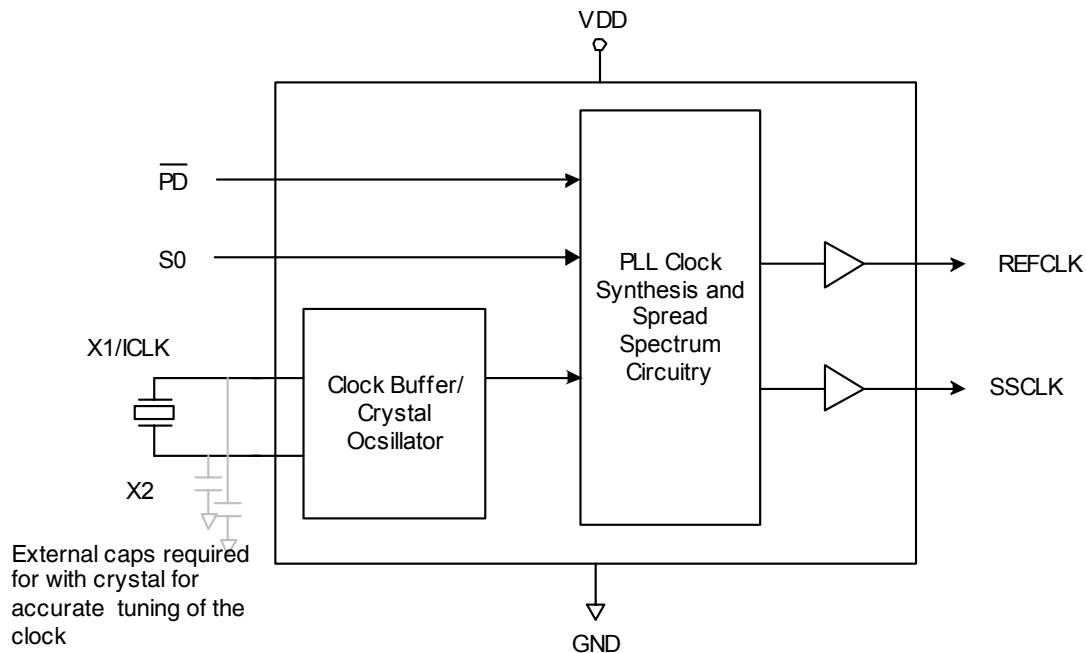 VDD
PD
S0
X1/ICLK
X2
Clock Buffer/
Crystal
Ocsillator
PLL Clock
Synthesis and
Spread
Spectrum
Circuitry
REFCLK
SSCLK
External caps required
for with crystal for
accurate tuning of the
clock
GND